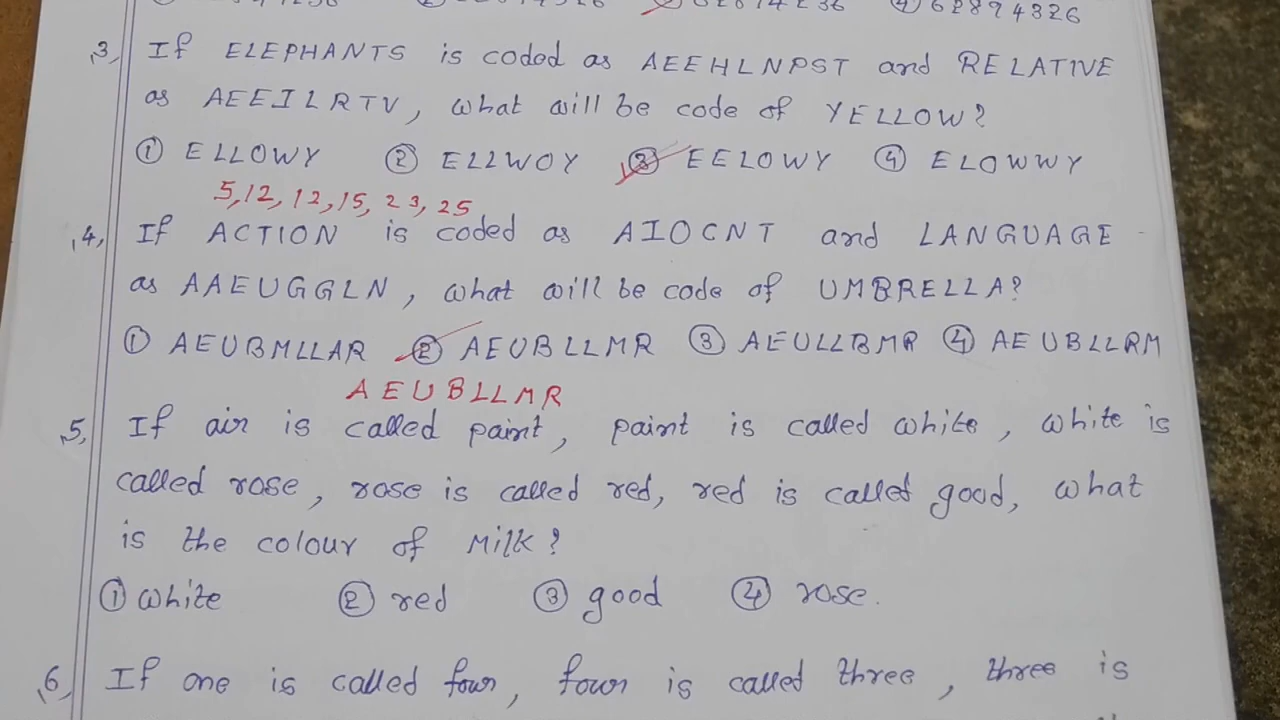 ④ 62894326
3, If ELEPHANTS is coded as AEEHLNPST and RELATIVE
as AEEILRTV, what will be code of YELLOW?
① ELLOWY ② ELLWOY ③ EELOWY ④ ELOWWY
5,12,12,15,23,25
4, If ACTION is coded as AIOCNT and LANGUAGE
as AAEUGGLN, what will be code of UMBRELLA?
① AEUBMLLAR ② AEUBLLMR ③ AEULLBMR ④ AEUBLLRM
AEUBLLMR
5, If air is called paint, paint is called white, white is
called rose, rose is called red, red is called good, what
is the colour of Milk?
① white ② red ③ good ④ rose.
6, If one is called four, four is called three, three is